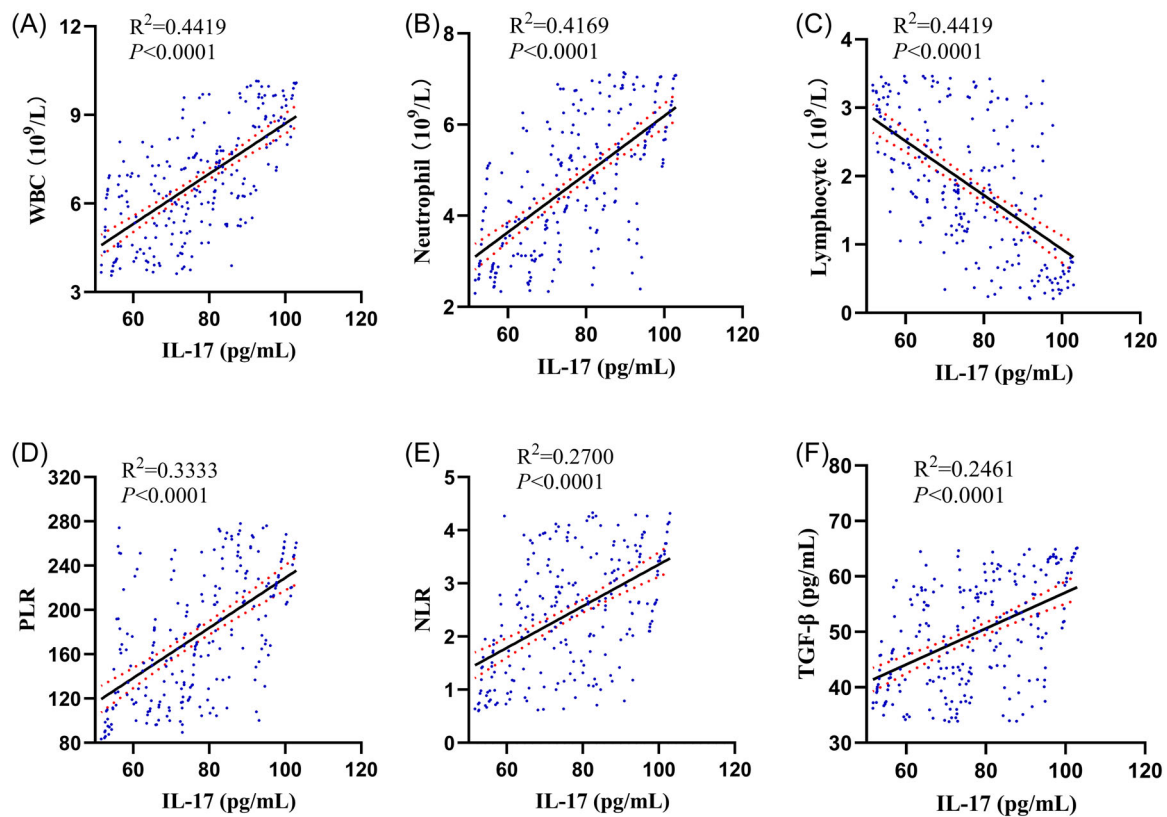 (A)
R²=0.4419
P<0.0001
12
9
6
3
WBC (10⁹/L)
60 80 100 120
IL-17 (pg/mL)
(B)
R²=0.4169
P<0.0001
8
6
4
2
Neutrophil (10⁹/L)
60 80 100 120
IL-17 (pg/mL)
(C)
R²=0.4419
P<0.0001
4
3
2
1
0
Lymphocyte (10⁹/L)
60 80 100 120
IL-17 (pg/mL)
(D)
R²=0.3333
P<0.0001
320
280
240
200
160
120
80
PLR
60 80 100 120
IL-17 (pg/mL)
(E)
R²=0.2700
P<0.0001
5
4
3
2
1
0
NLR
60 80 100 120
IL-17 (pg/mL)
(F)
R²=0.2461
P<0.0001
80
70
60
50
40
30
TGF-β (pg/mL)
60 80 100 120
IL-17 (pg/mL)